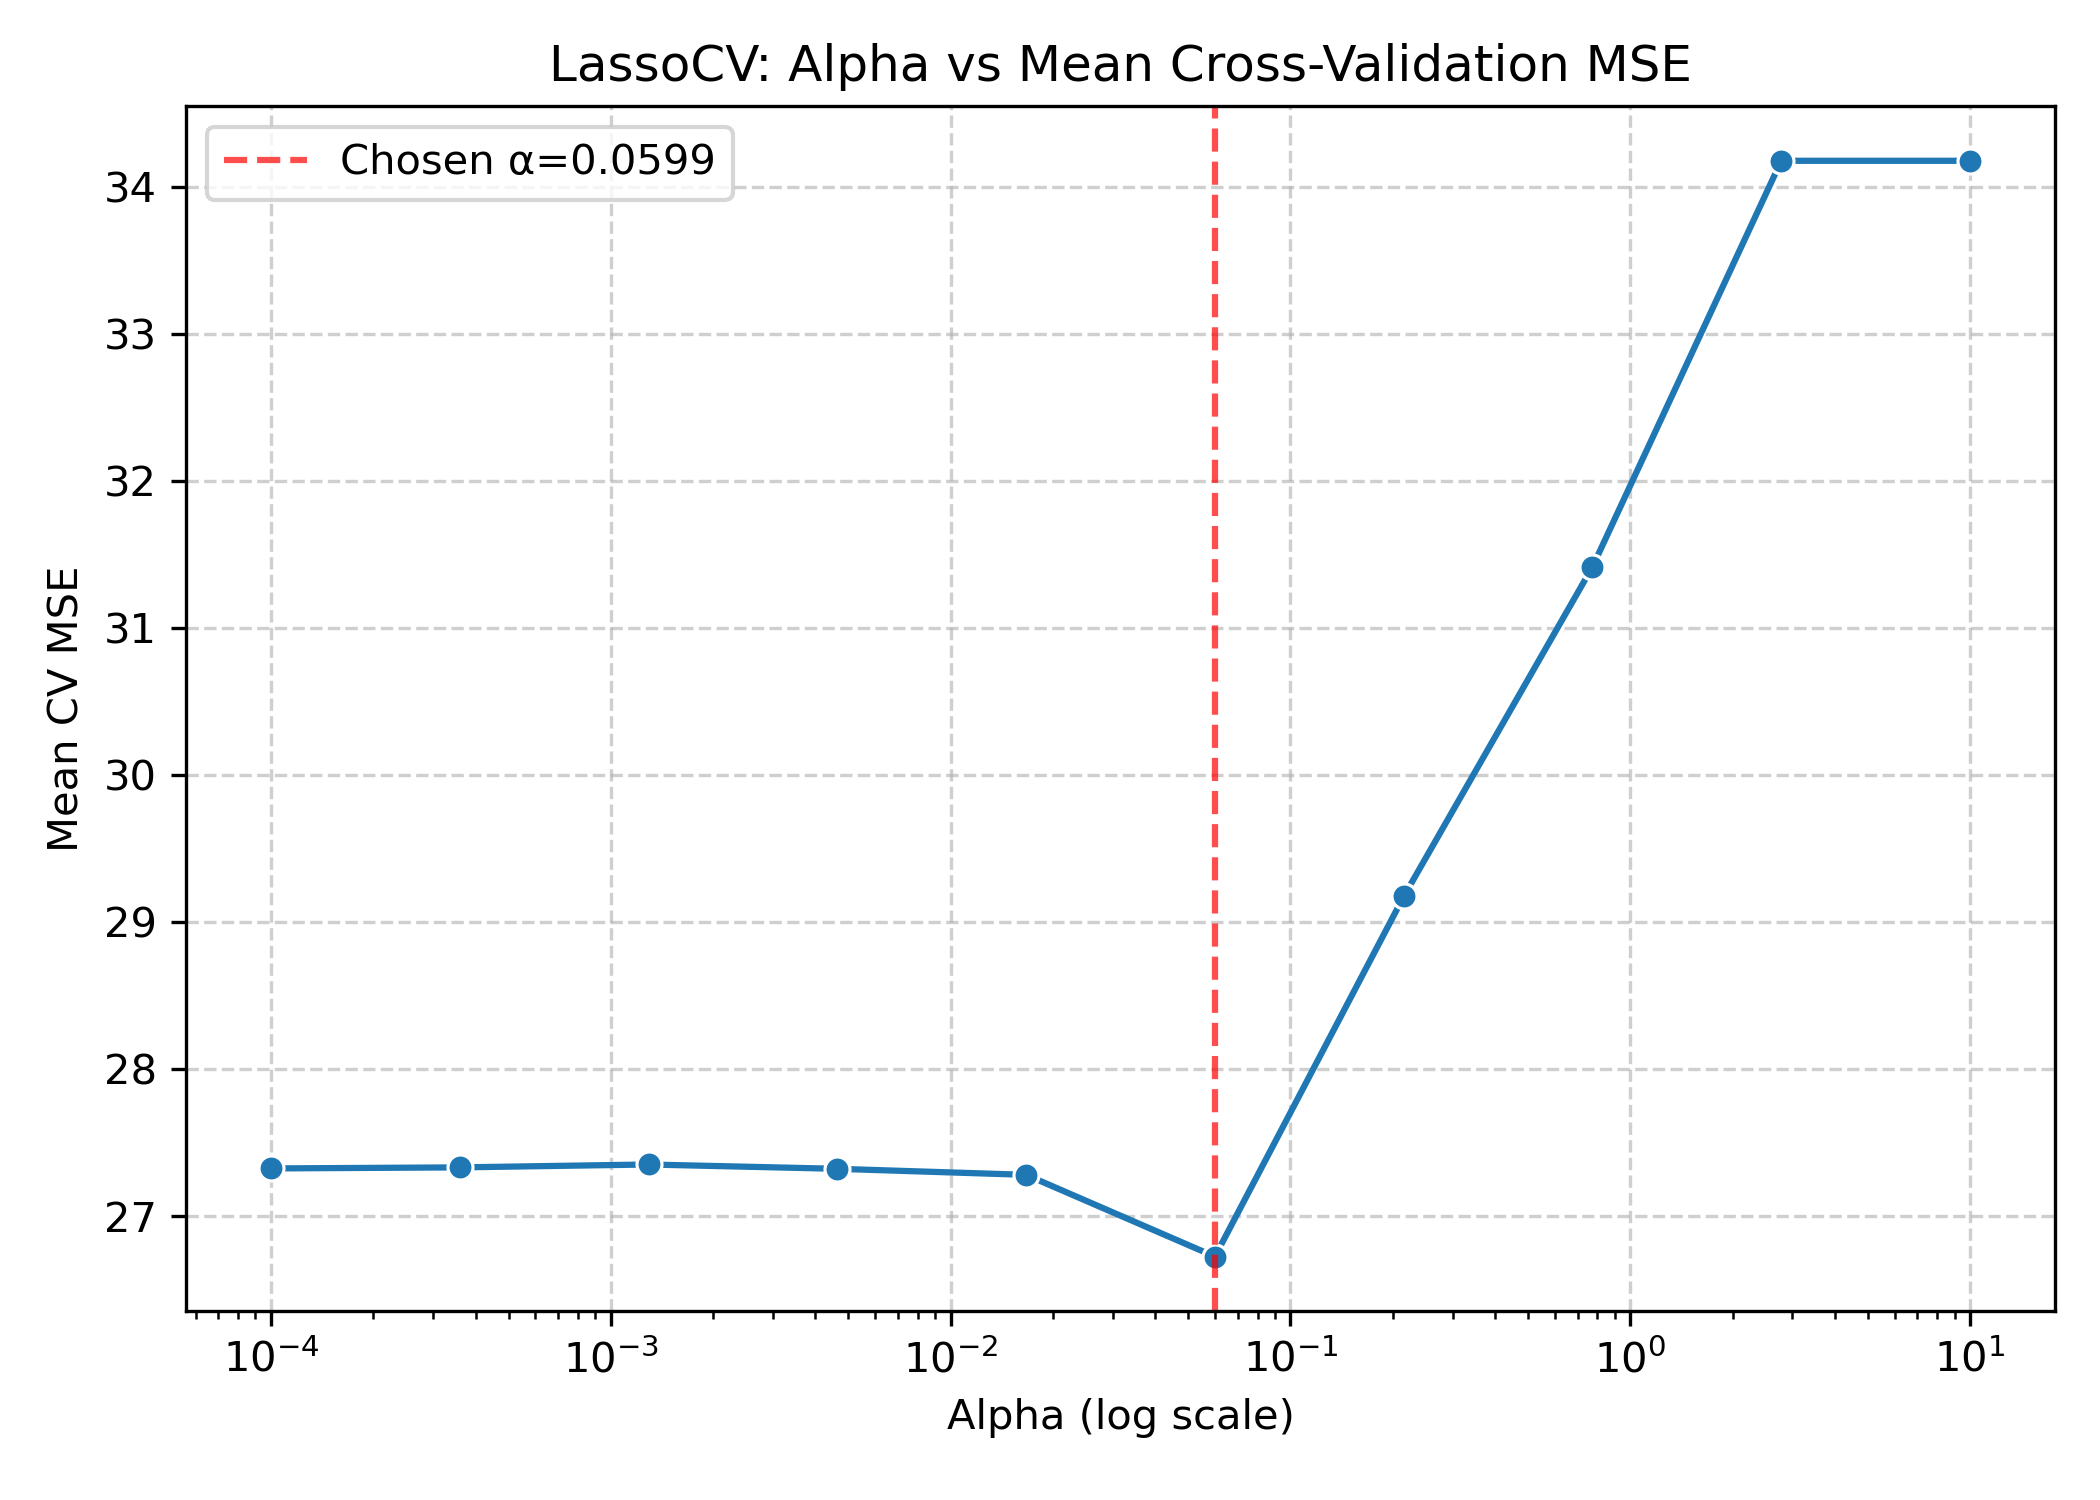 LassoCV: Alpha vs Mean Cross-Validation MSE
Chosen α=0.0599
34
33
32
31
30
29
28
27
Mean CV MSE
10⁻⁴ 10⁻³ 10⁻² 10⁻¹ 10⁰ 10¹
Alpha (log scale)